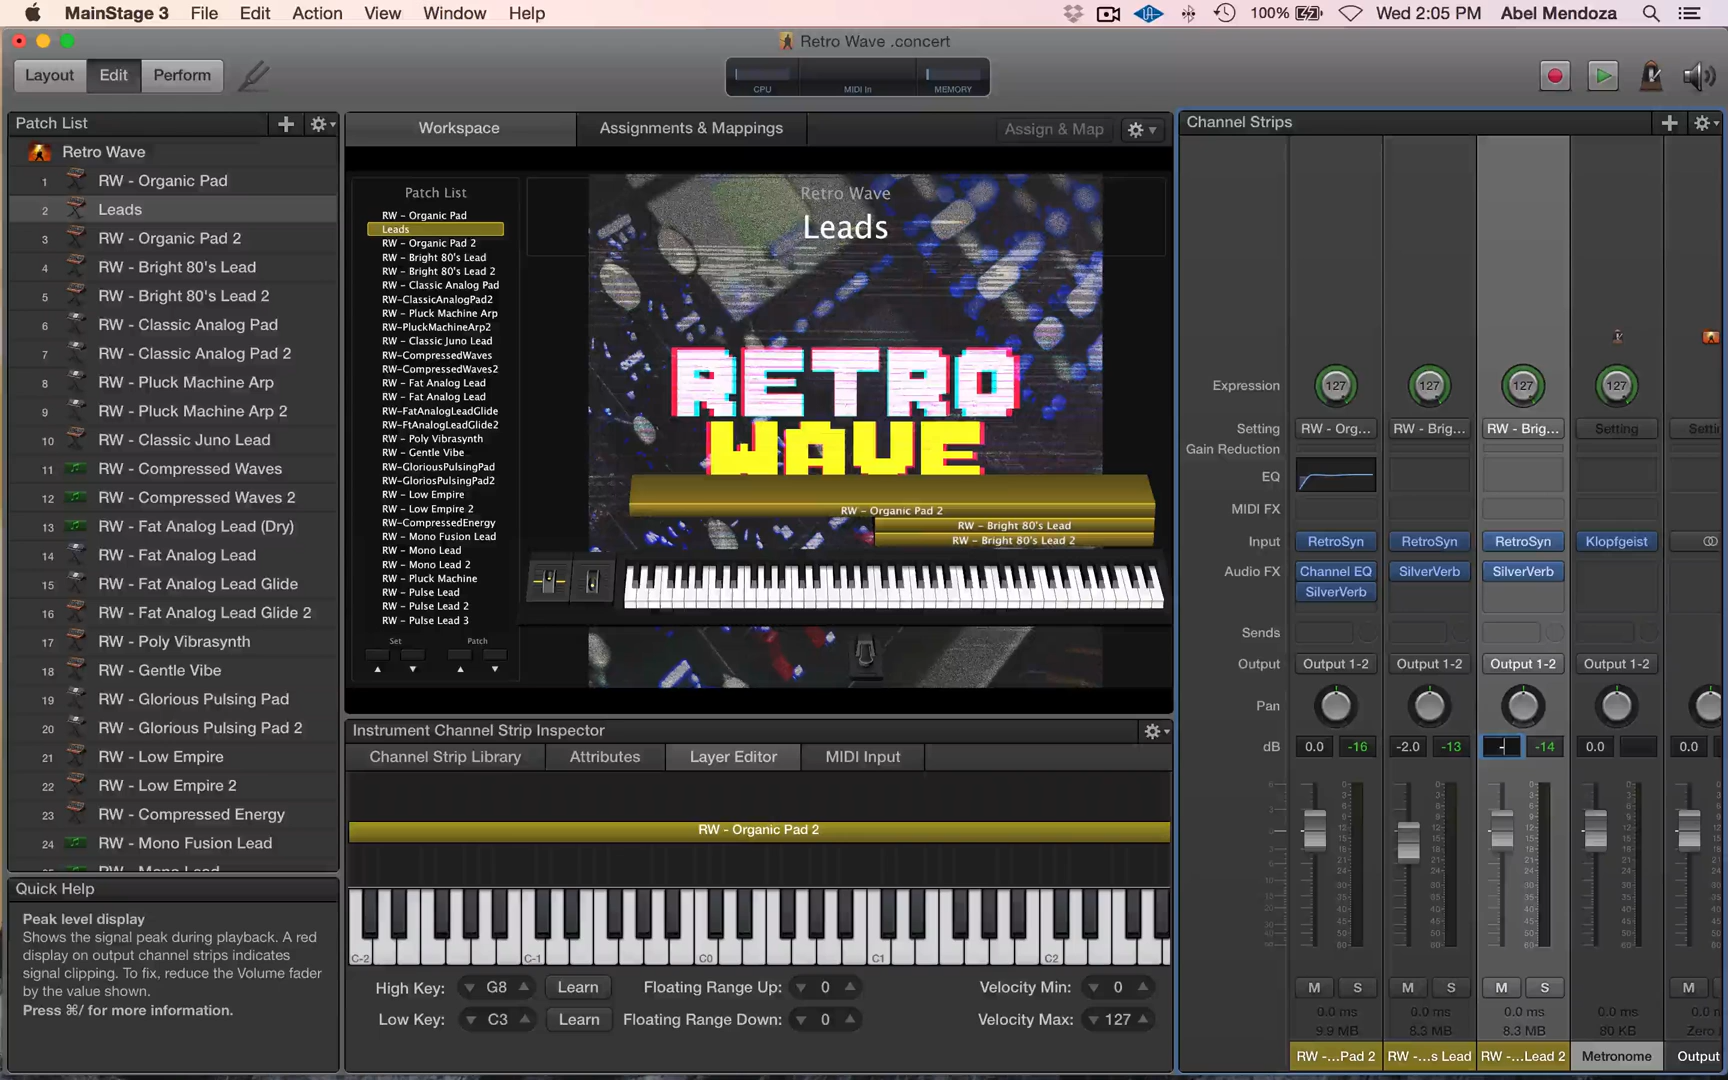 MainStage 3 File Edit Action View Window Help 100% Wed 2:05 PM Abel Mendoza
Retro Wave .concert
Layout Edit Perform
CPU MIDI In MEMORY
Patch List
Retro Wave
1 RW - Organic Pad
2 Leads
3 RW - Organic Pad 2
4 RW - Bright 80's Lead
5 RW - Bright 80's Lead 2
6 RW - Classic Analog Pad
7 RW - Classic Analog Pad 2
8 RW - Pluck Machine Arp
9 RW - Pluck Machine Arp 2
10 RW - Classic Juno Lead
11 RW - Compressed Waves
12 RW - Compressed Waves 2
13 RW - Fat Analog Lead (Dry)
14 RW - Fat Analog Lead
15 RW - Fat Analog Lead Glide
16 RW - Fat Analog Lead Glide 2
17 RW - Poly Vibrasynth
18 RW - Gentle Vibe
19 RW - Glorious Pulsing Pad
20 RW - Glorious Pulsing Pad 2
21 RW - Low Empire
22 RW - Low Empire 2
23 RW - Compressed Energy
24 RW - Mono Fusion Lead
Quick Help
Peak level display
Shows the signal peak during playback. A red
display on output channel strips indicates
signal clipping. To fix, reduce the Volume fader
by the value shown.
Press ⌘/ for more information.
Workspace Assignments & Mappings Assign & Map
Patch List
RW - Organic Pad
Leads
RW - Organic Pad 2
RW - Bright 80's Lead
RW - Bright 80's Lead 2
RW - Classic Analog Pad
RW-ClassicAnalogPad2
RW - Pluck Machine Arp
RW-PluckMachineArp2
RW - Classic Juno Lead
RW-CompressedWaves
RW-CompressedWaves2
RW - Fat Analog Lead
RW - Fat Analog Lead
RW-FatAnalogLeadGlide
RW-FtAnalogLeadGlide2
RW - Poly Vibrasynth
RW - Gentle Vibe
RW-GloriousPulsingPad
RW-GloriosPulsingPad2
RW - Low Empire
RW - Low Empire 2
RW-CompressedEnergy
RW - Mono Fusion Lead
RW - Mono Lead
RW - Mono Lead 2
RW - Pluck Machine
RW - Pulse Lead
RW - Pulse Lead 2
RW - Pulse Lead 3
Set Patch
Retro Wave
Leads
RETRO
WAVE
RW - Organic Pad 2
RW - Bright 80's Lead
RW - Bright 80's Lead 2
Instrument Channel Strip Inspector
Channel Strip Library Attributes Layer Editor MIDI Input
RW - Organic Pad 2
C-2 C-1 C0 C1 C2
High Key: G8 Learn Floating Range Up: 0 Velocity Min: 0
Low Key: C3 Learn Floating Range Down: 0 Velocity Max: 127
Channel Strips
Expression 127 127 127 127
Setting RW - Org... RW - Brig... RW - Brig... Setting
Gain Reduction
EQ
MIDI FX
Input RetroSyn RetroSyn RetroSyn Klopfgeist
Audio FX Channel EQ SilverVerb SilverVerb
SilverVerb
Sends
Output Output 1-2 Output 1-2 Output 1-2 Output 1-2
Pan
dB 0.0 -16 -2.0 -13 - -14 0.0 0.0
M S M S M S M
0.0 ms 0.0 ms 0.0 ms 0.0 ms 0.0 ms
9.9 MB 8.3 MB 8.3 MB 80 KB Zero
RW -...Pad 2 RW -...s Lead RW -...Lead 2 Metronome Output